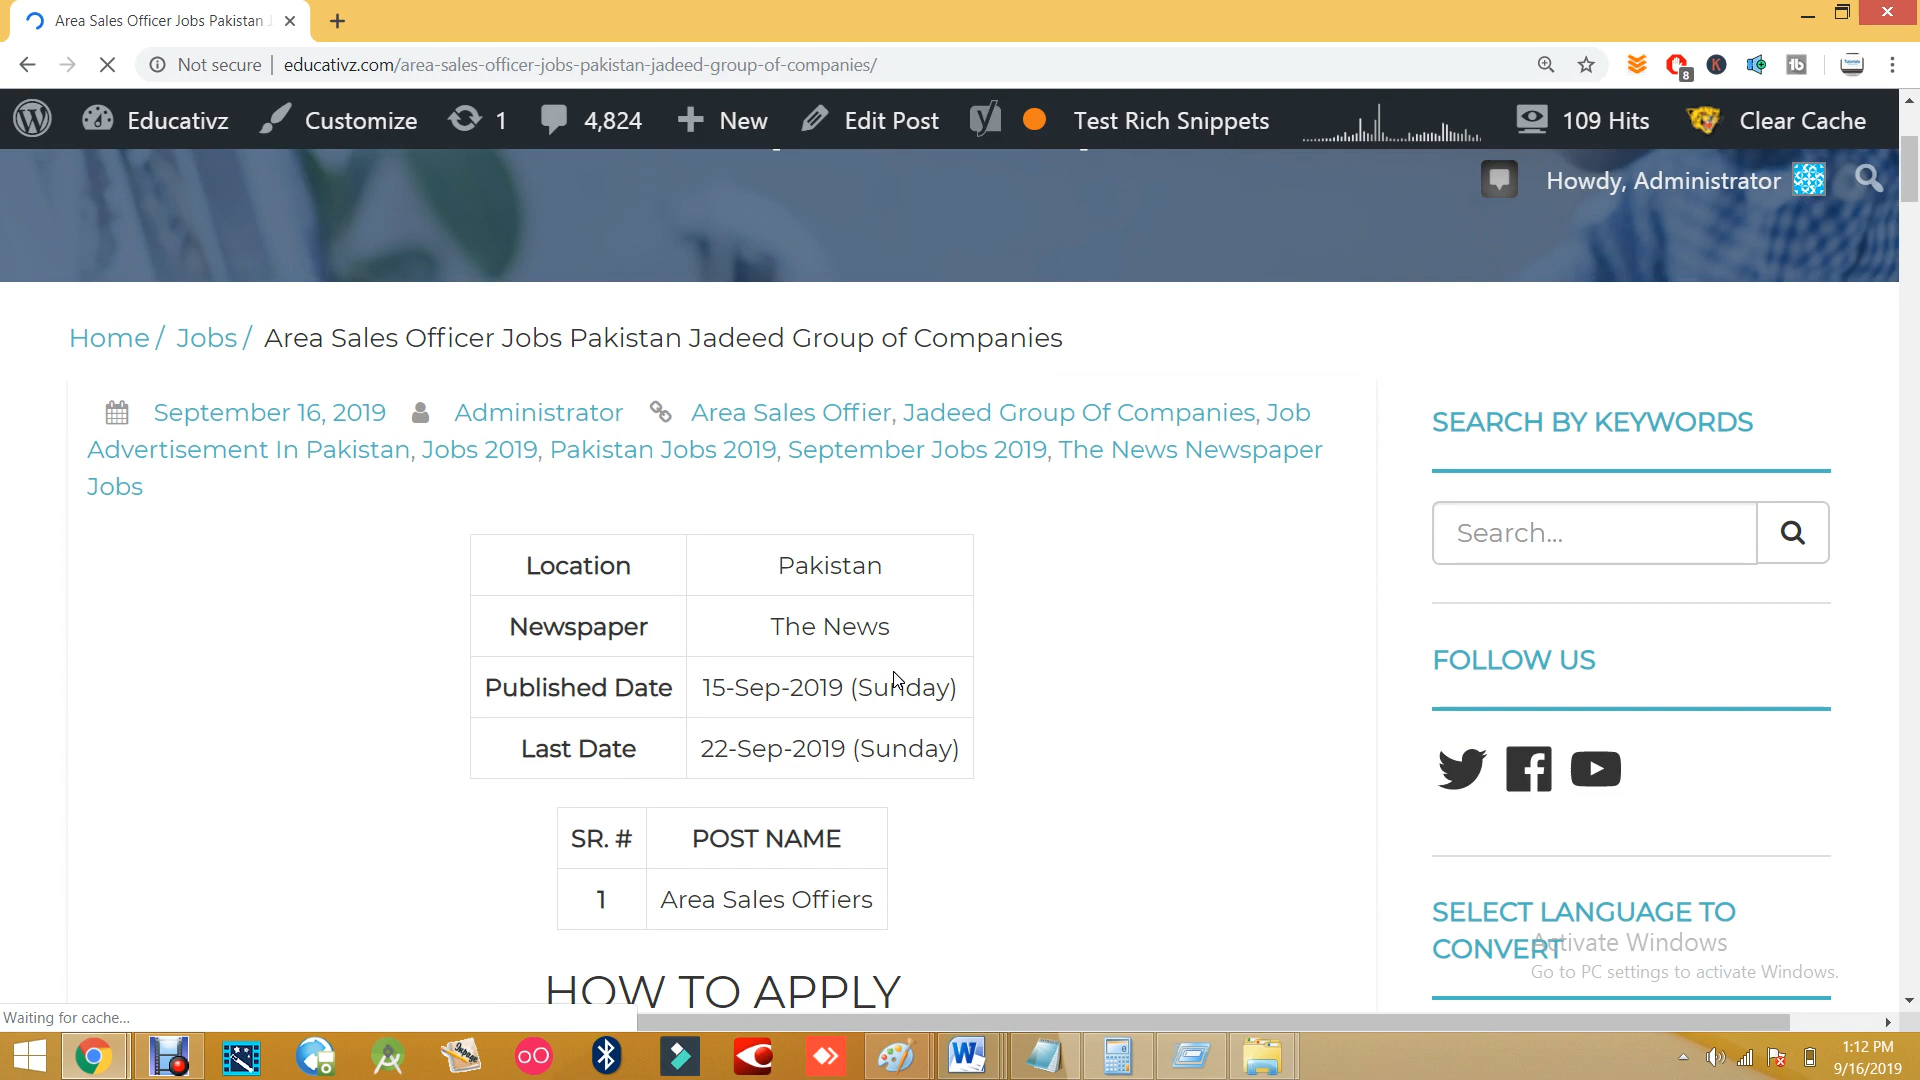 Area Sales Officer Jobs Pakistan
Not secure | educativz.com/area-sales-officer-jobs-pakistan-jadeed-group-of-companies/
8
Educativz Customize 1 4,824 New Edit Post Test Rich Snippets 109 Hits Clear Cache
Howdy, Administrator
Home / Jobs / Area Sales Officer Jobs Pakistan Jadeed Group of Companies
September 16, 2019 Administrator Area Sales Offier, Jadeed Group Of Companies, Job
Advertisement In Pakistan, Jobs 2019, Pakistan Jobs 2019, September Jobs 2019, The News Newspaper
Jobs
Location Pakistan
Newspaper The News
Published Date 15-Sep-2019 (Sunday)
Last Date 22-Sep-2019 (Sunday)
SR. # POST NAME
1 Area Sales Offiers
HOW TO APPLY
SEARCH BY KEYWORDS
Search...
FOLLOW US
SELECT LANGUAGE TO
CONVERT
Activate Windows
Go to PC settings to activate Windows.
Waiting for cache...
1:12 PM
9/16/2019